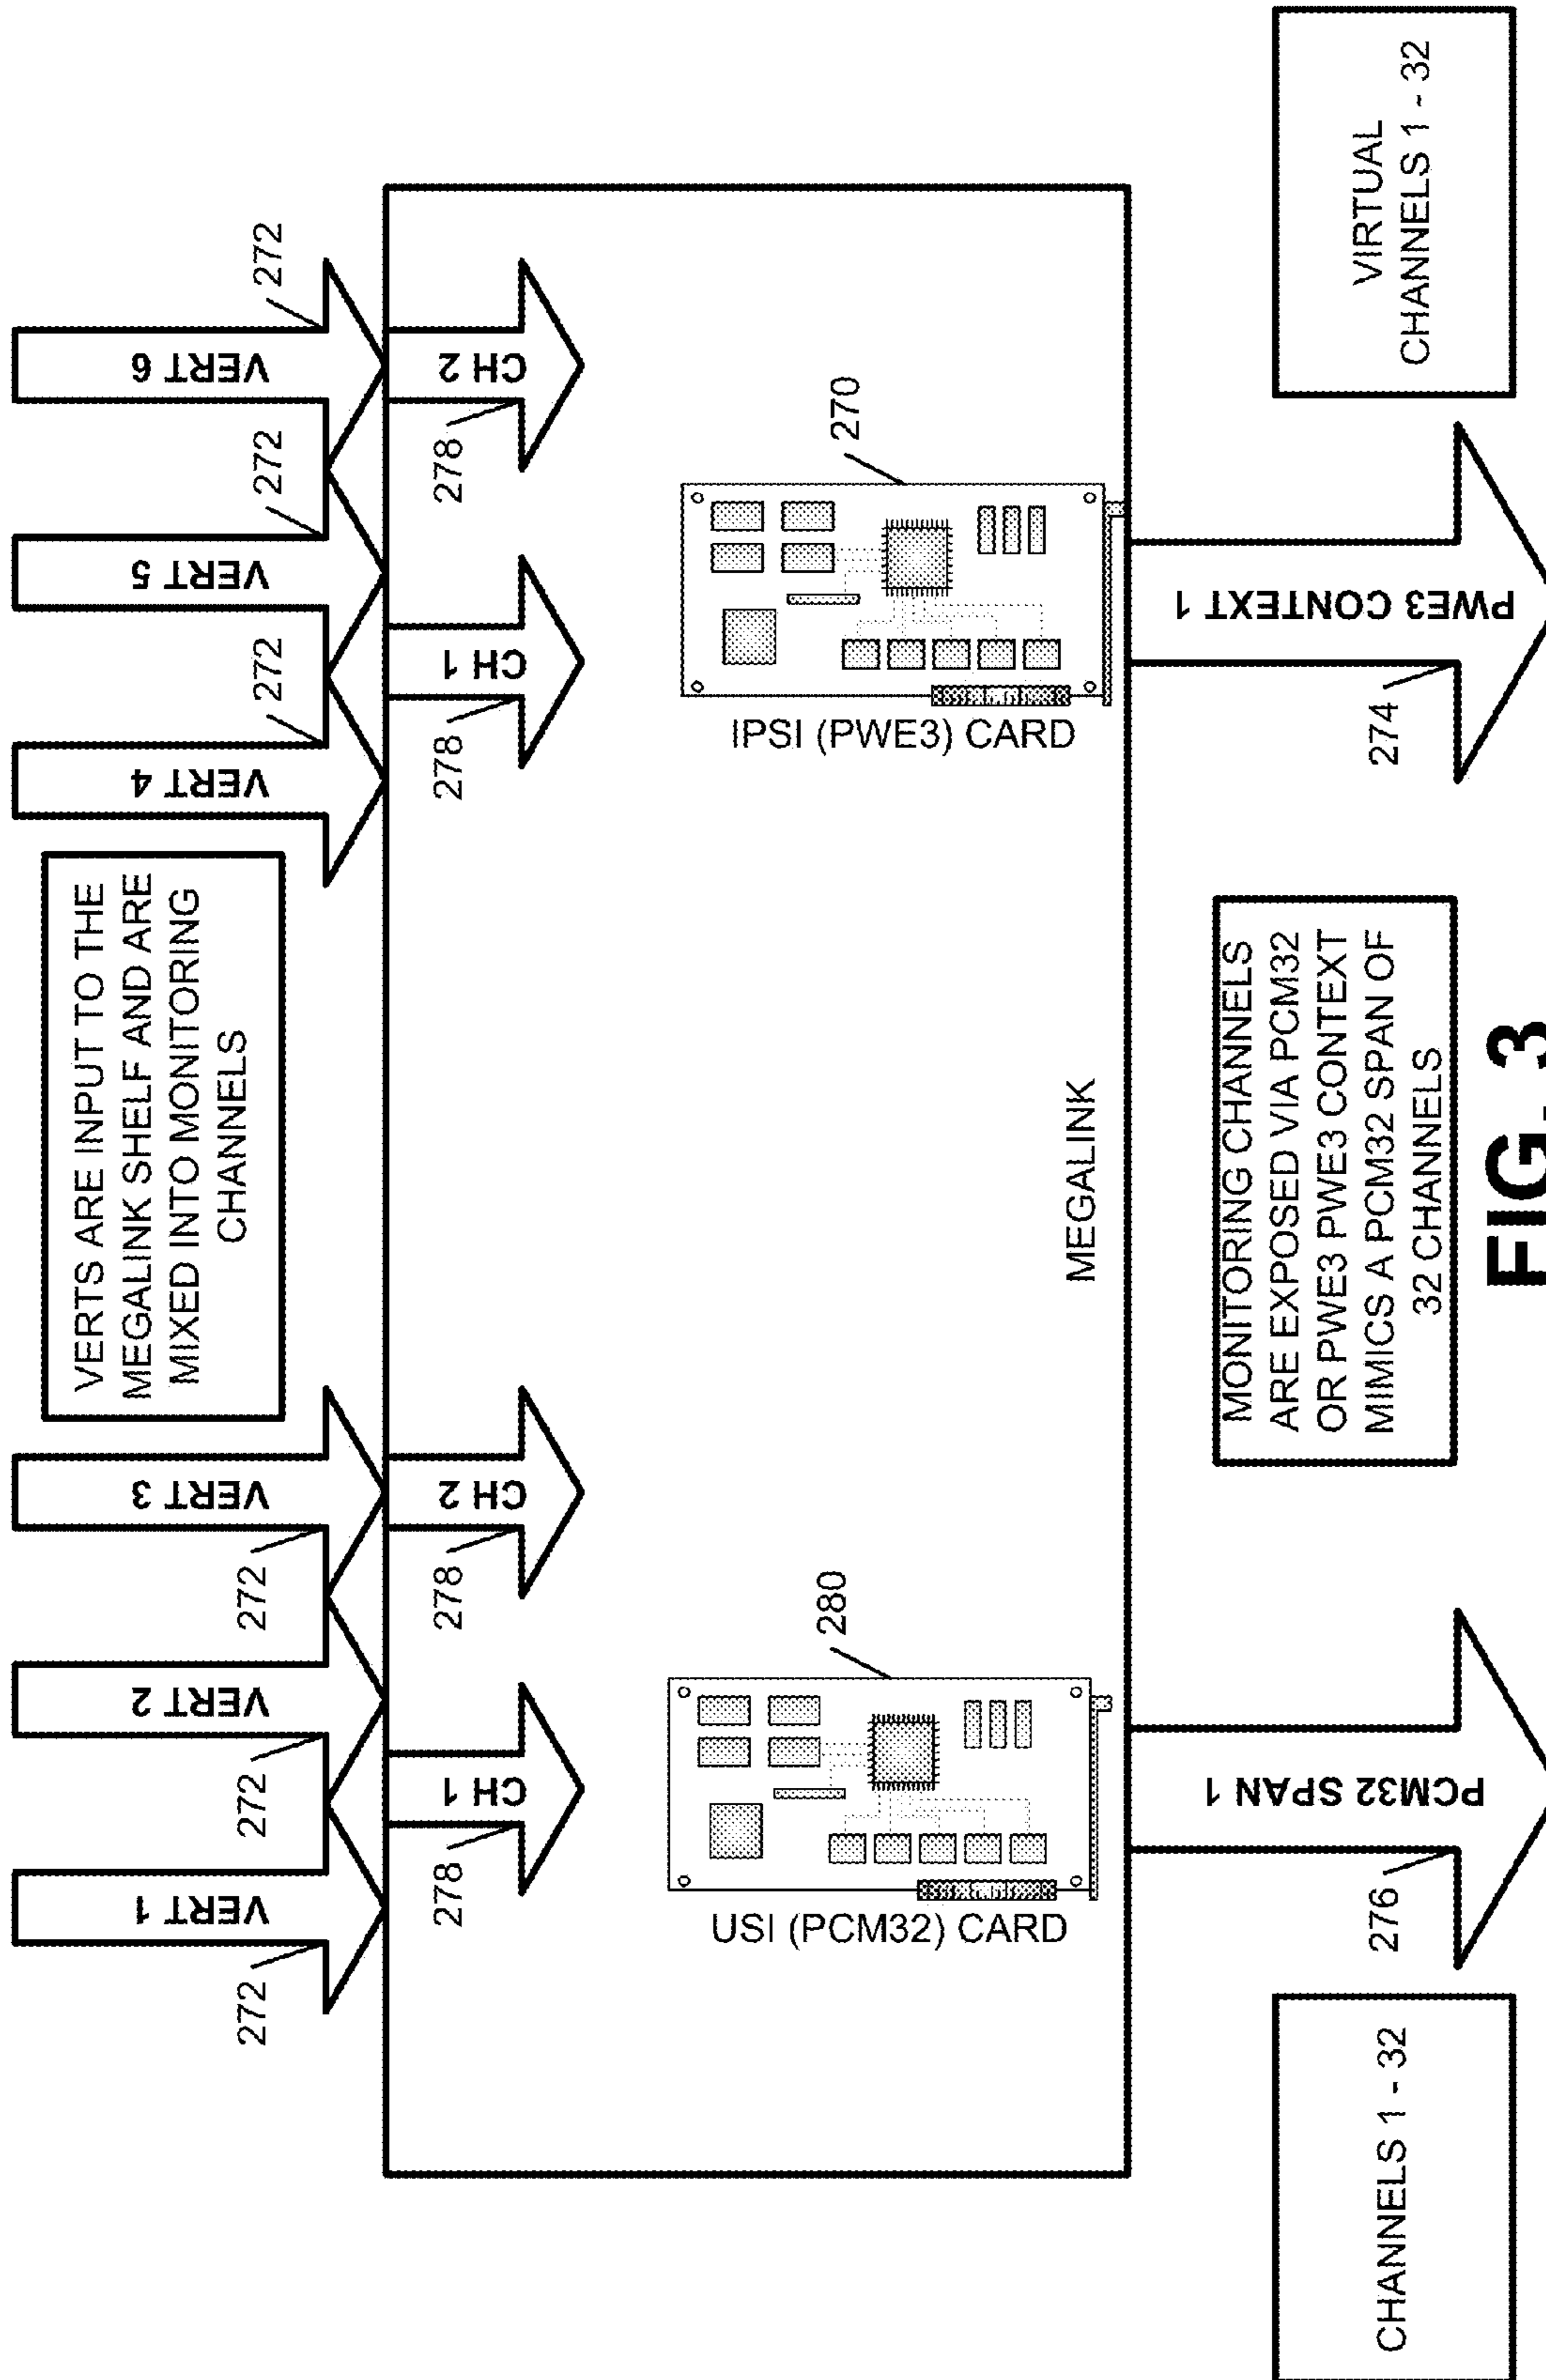 VERT 1
VERT 2
VERT 3
VERTS ARE INPUT TO THE
MEGALINK SHELF AND ARE
MIXED INTO MONITORING
CHANNELS
VERT 4
VERT 5
VERT 6
272
272
272
272
272
272
CH 1
CH 2
CH 1
CH 2
278
278
278
278
280
270
USI (PCM32) CARD
IPSI (PWE3) CARD
MEGALINK
CHANNELS 1 - 32
276
PCM32 SPAN 1
MONITORING CHANNELS
ARE EXPOSED VIA PCM32
OR PWE3 PWE3 CONTEXT
MIMICS A PCM32 SPAN OF
32 CHANNELS
274
PWE3 CONTEXT 1
VIRTUAL
CHANNELS 1 - 32
FIG. 3